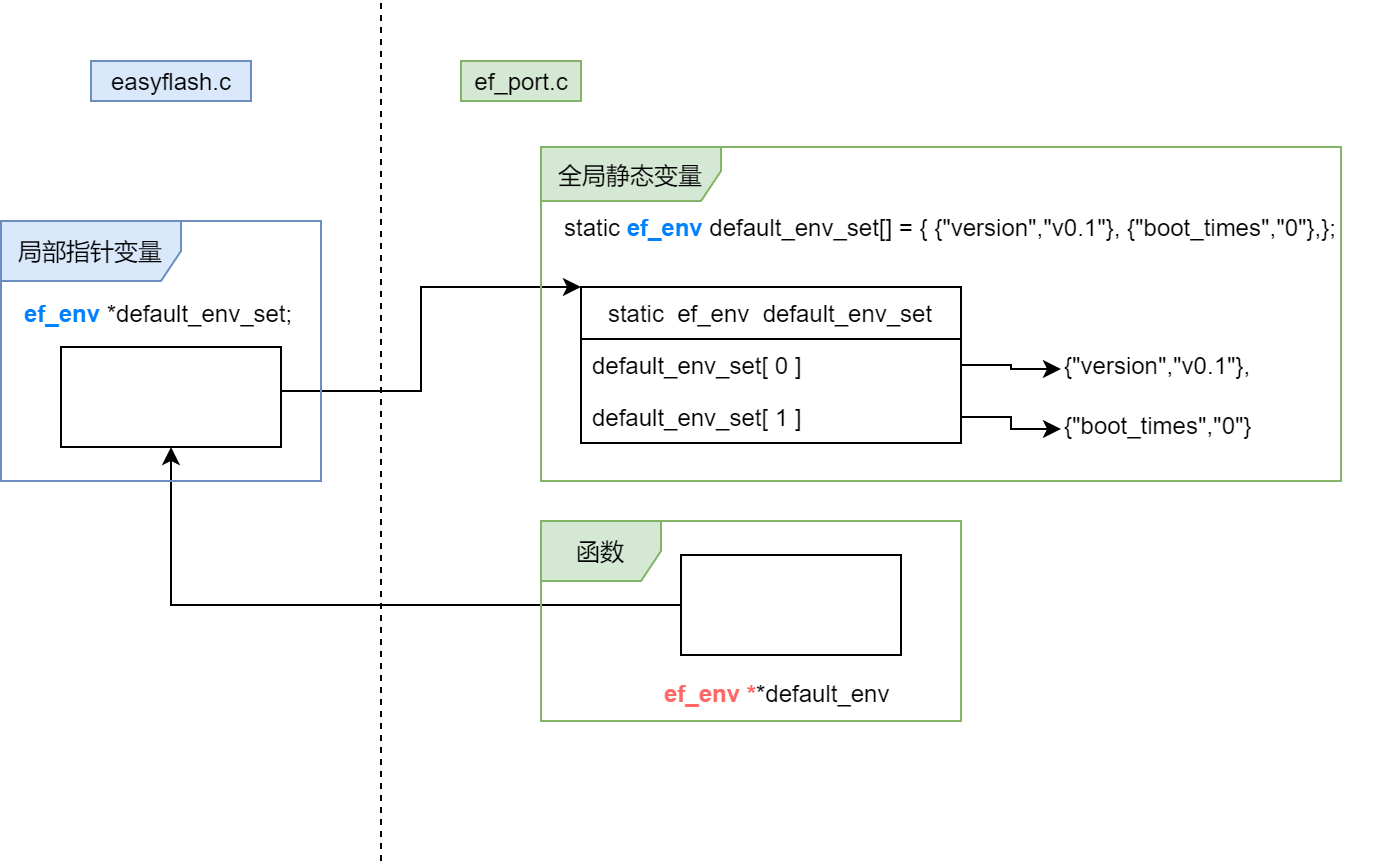 easyflash.c
ef_port.c
全局静态变量
static ef_env default_env_set[] = { {"version","v0.1"}, {"boot_times","0"},};
局部指针变量
ef_env *default_env_set;
static ef_env default_env_set
default_env_set[ 0 ]
{"version","v0.1"},
default_env_set[ 1 ]
{"boot_times","0"}
函数
ef_env **default_env